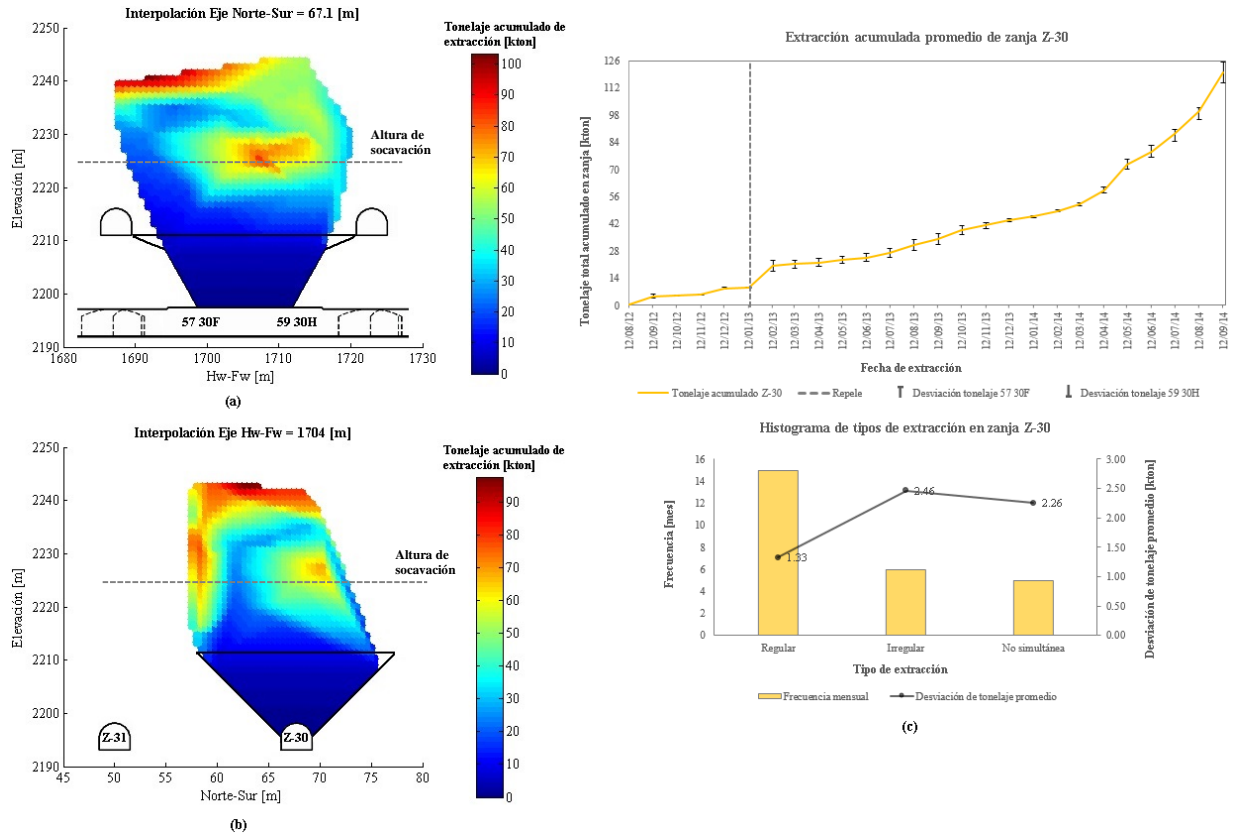 Interpolación Eje Norte-Sur = 67.1 [m]
Tonelaje acumulado de
extracción [kton]
2250
2240
2230
2220
2210
2200
2190
Elevación [m]
Altura de
socavación
57 30F
59 30H
1680
1690
1700
1710
1720
1730
Hw-Fw [m]
100
90
80
70
60
50
40
30
20
10
0
(a)
Interpolación Eje Hw-Fw = 1704 [m]
Tonelaje acumulado de
extracción [kton]
2250
2240
2230
2220
2210
2200
2190
Elevación [m]
Altura de
socavación
Z-31
Z-30
45
50
55
60
65
70
75
80
Norte-Sur [m]
90
80
70
60
50
40
30
20
10
0
(b)
Extracción acumulada promedio de zanja Z-30
Tonelaje total acumulado en zanja [kton]
126
112
98
84
70
56
42
28
14
0
12/08/12
12/09/12
12/10/12
12/11/12
12/12/12
12/01/13
12/02/13
12/03/13
12/04/13
12/05/13
12/06/13
12/07/13
12/08/13
12/09/13
12/10/13
12/11/13
12/12/13
12/01/14
12/02/14
12/03/14
12/04/14
12/05/14
12/06/14
12/07/14
12/08/14
12/09/14
Fecha de extracción
Tonelaje acumulado Z-30
Repele
Desviación tonelaje 57 30F
Desviación tonelaje 59 30H
Histograma de tipos de extracción en zanja Z-30
Frecuencia [mes]
16
14
12
10
8
6
4
2
0
1.33
2.46
2.26
3.00
2.50
2.00
1.50
1.00
0.50
0.00
Desviación de tonelaje promedio [kton]
Regular
Irregular
No simultánea
Tipo de extracción
Frecuencia mensual
Desviación de tonelaje promedio
(c)